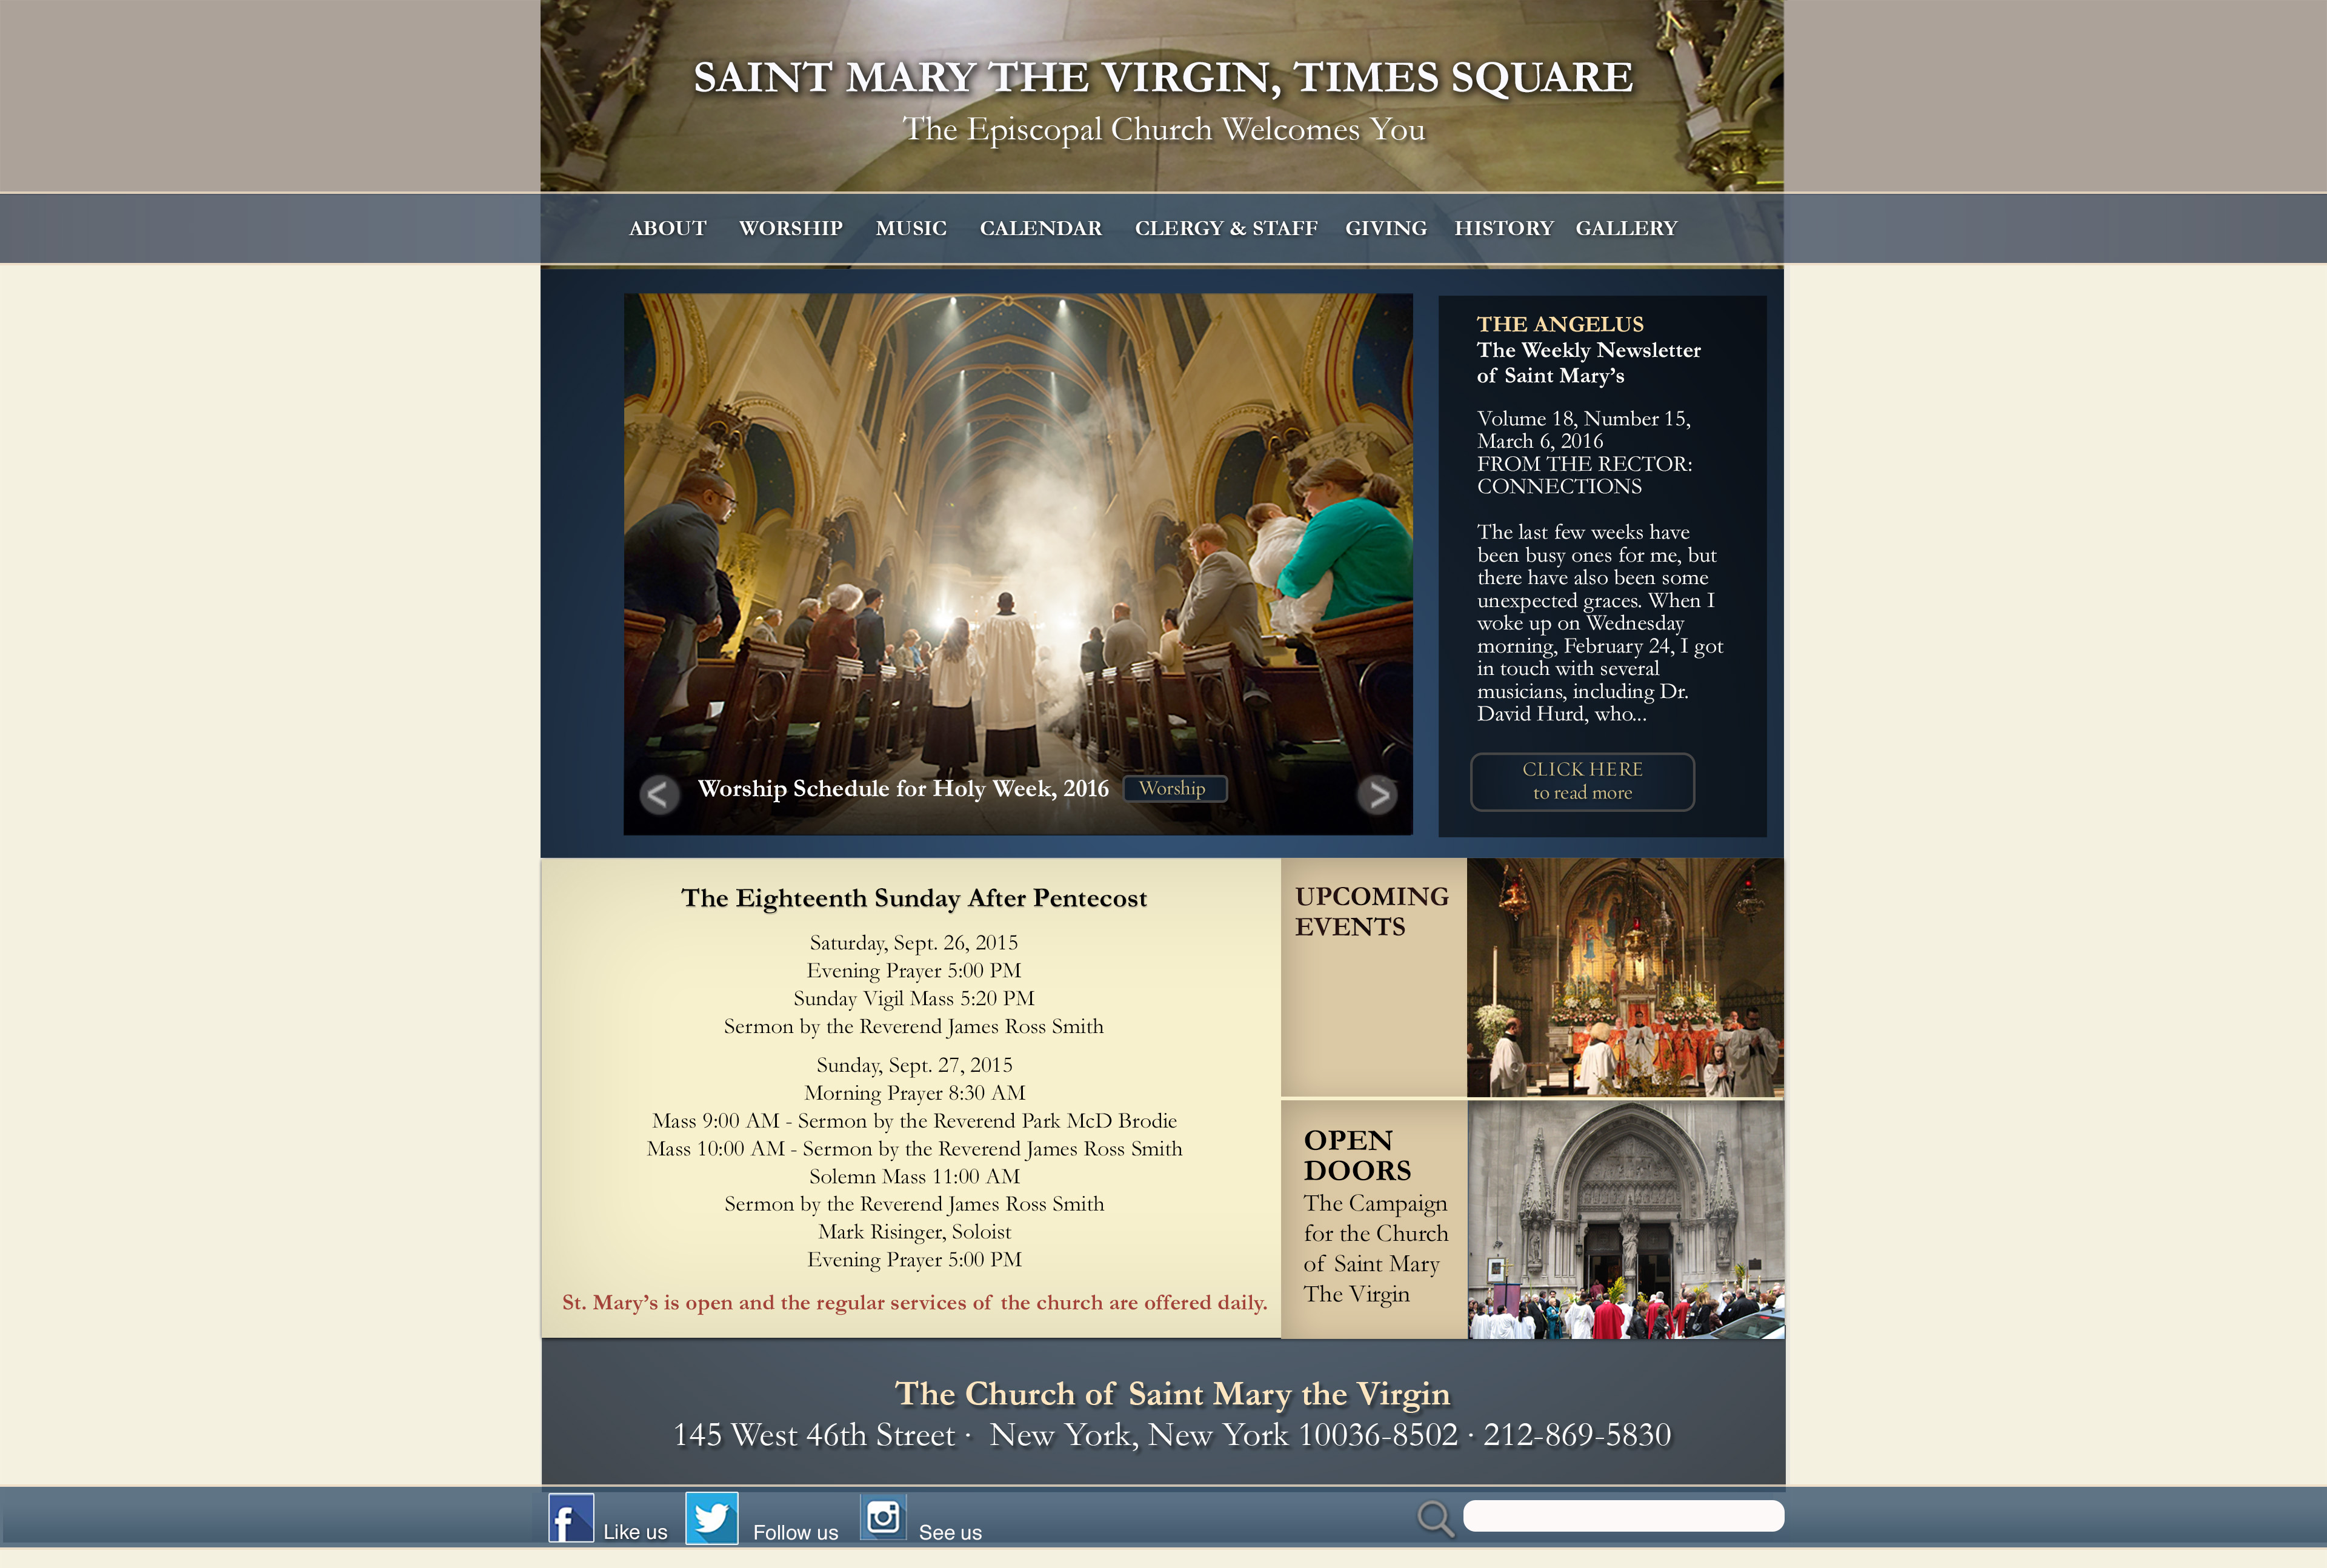 SAINT MARY THE VIRGIN, TIMES SQUARE
The Episcopal Church Welcomes You
ABOUT WORSHIP MUSIC CALENDAR CLERGY & STAFF GIVING HISTORY GALLERY
Worship Schedule for Holy Week, 2016 Worship
THE ANGELUS
The Weekly Newsletter
of Saint Mary’s
Volume 18, Number 15,
March 6, 2016
FROM THE RECTOR:
CONNECTIONS
The last few weeks have
been busy ones for me, but
there have also been some
unexpected graces. When I
woke up on Wednesday
morning, February 24, I got
in touch with several
musicians, including Dr.
David Hurd, who...
CLICK HERE
to read more
The Eighteenth Sunday After Pentecost
Saturday, Sept. 26, 2015
Evening Prayer 5:00 PM
Sunday Vigil Mass 5:20 PM
Sermon by the Reverend James Ross Smith
Sunday, Sept. 27, 2015
Morning Prayer 8:30 AM
Mass 9:00 AM - Sermon by the Reverend Park McD Brodie
Mass 10:00 AM - Sermon by the Reverend James Ross Smith
Solemn Mass 11:00 AM
Sermon by the Reverend James Ross Smith
Mark Risinger, Soloist
Evening Prayer 5:00 PM
St. Mary’s is open and the regular services of the church are offered daily.
UPCOMING
EVENTS
OPEN
DOORS
The Campaign
for the Church
of Saint Mary
The Virgin
The Church of Saint Mary the Virgin
145 West 46th Street · New York, New York 10036-8502 · 212-869-5830
Like us Follow us See us